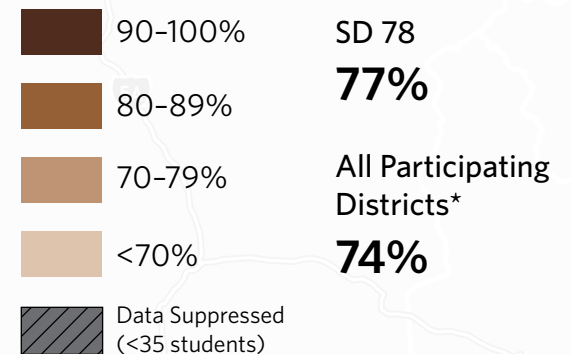 90–100%
80–89%
70–79%
<70%
Data Suppressed
(<35 students)
SD 78
77%
All Participating
Districts*
74%